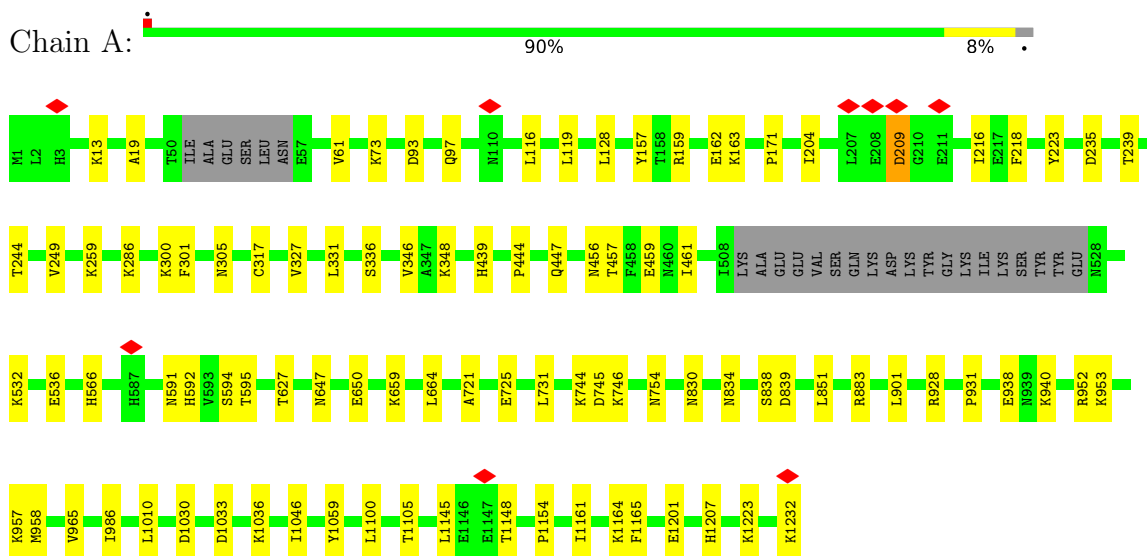 Chain A:
90% 8%
M1 L2 H3 K13 A19 T50 ILE ALA GLU SER LEU ASN E57 V61 K73 D93 Q97 N110 L116 L119 L128 Y157 T158 R159 E162 K163 P171 I204 L207 E208 D209 G210 E211 I216 E217 F218 Y223 D235 T239
T244 V249 K259 K286 K300 F301 N305 C317 V327 L331 S336 V346 A347 K348 H439 P444 Q447 N456 T457 F458 E459 N460 I461 I508 LYS ALA GLU GLU VAL SER GLN LYS ASP LYS TYR GLY LYS ILE LYS SER TYR TYR GLU N528
K532 E536 H566 H587 N591 H592 V593 S594 T595 T627 N647 E650 K659 L664 A721 E725 L731 K744 D745 K746 N754 N830 N834 S838 D839 L851 R883 L901 R928 P931 E938 N939 K940 R952 K953
K957 M958 V965 I986 L1010 D1030 D1033 K1036 I1046 Y1059 L1100 T1105 L1145 E1146 E1147 T1148 P1154 I1161 K1164 F1165 E1201 H1207 K1223 K1232